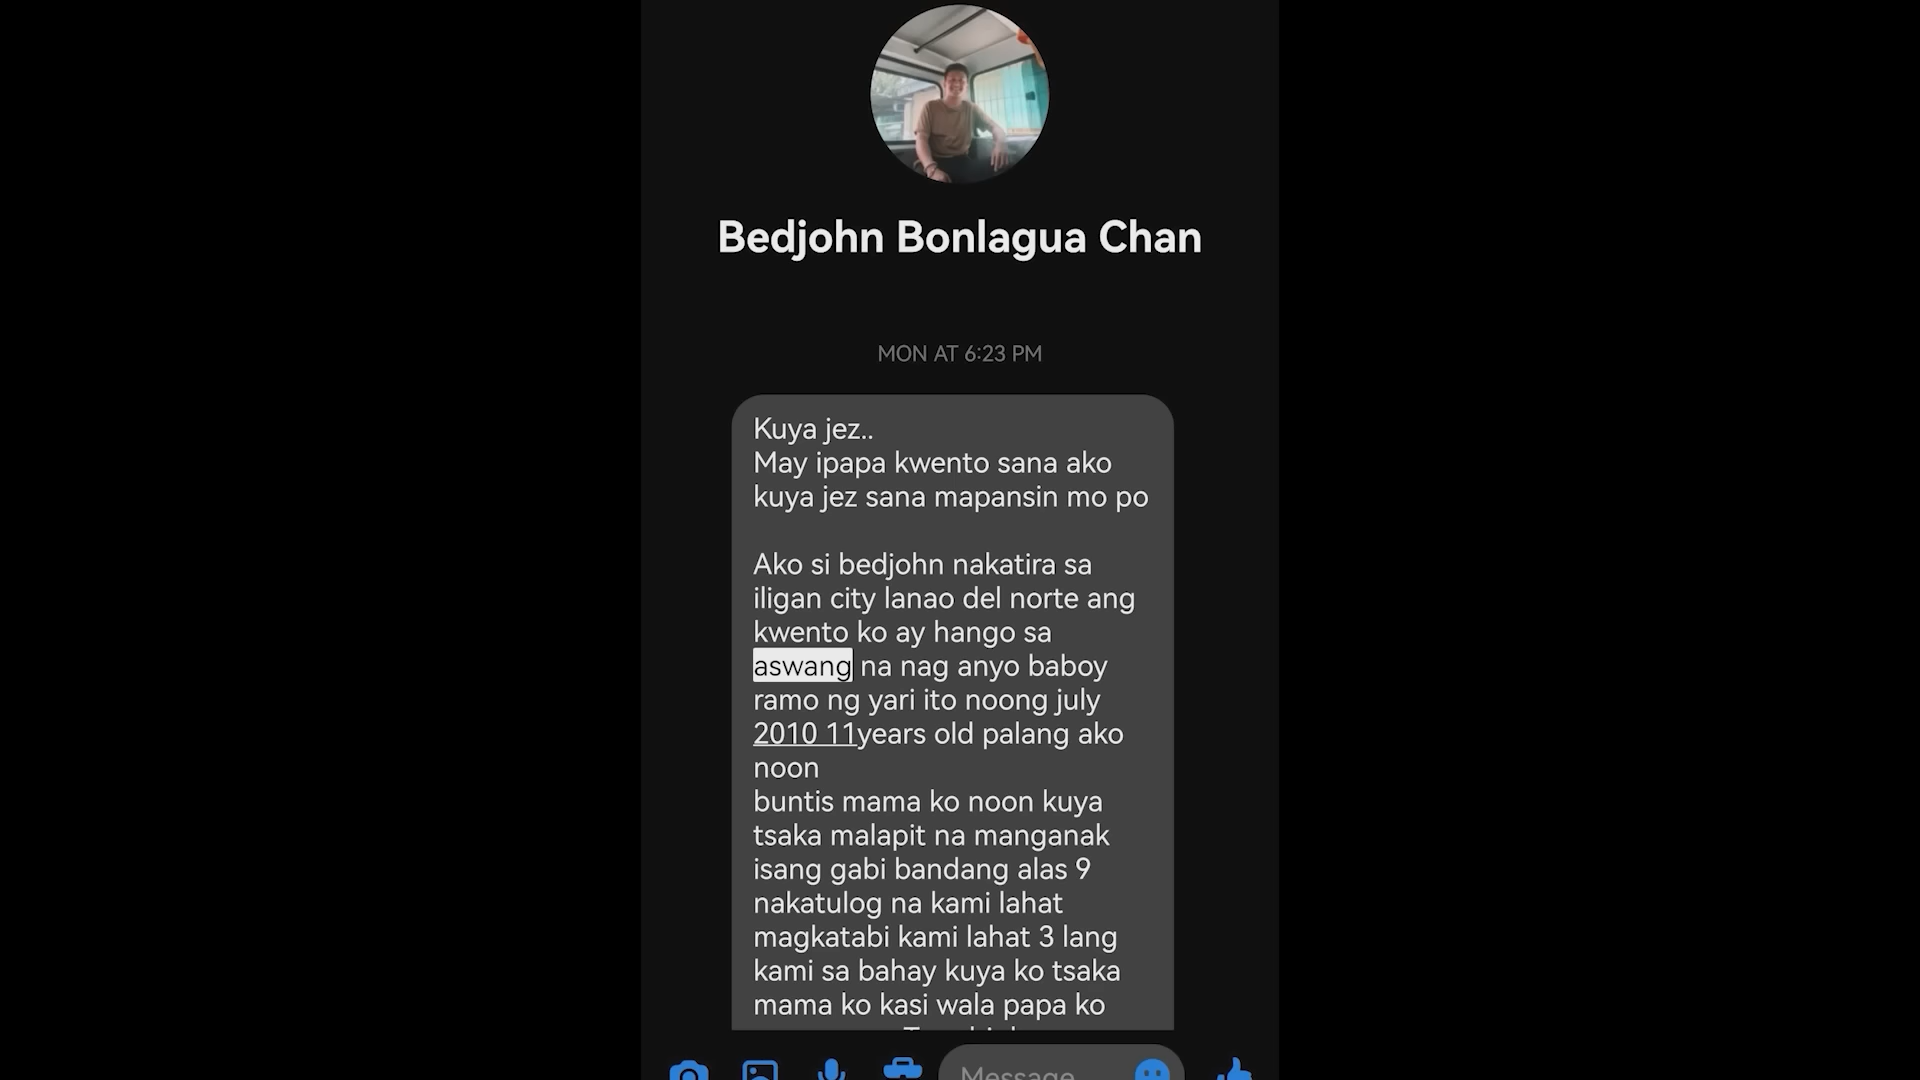 Bedjohn Bonlagua Chan
MON AT 6:23 PM
Kuya jez..
May ipapa kwento sana ako
kuya jez sana mapansin mo po
Ako si bedjohn nakatira sa
iligan city lanao del norte ang
kwento ko ay hango sa
aswang na nag anyo baboy
ramo ng yari ito noong july
2010 11years old palang ako
noon
buntis mama ko noon kuya
tsaka malapit na manganak
isang gabi bandang alas 9
nakatulog na kami lahat
magkatabi kami lahat 3 lang
kami sa bahay kuya ko tsaka
mama ko kasi wala papa ko
Message